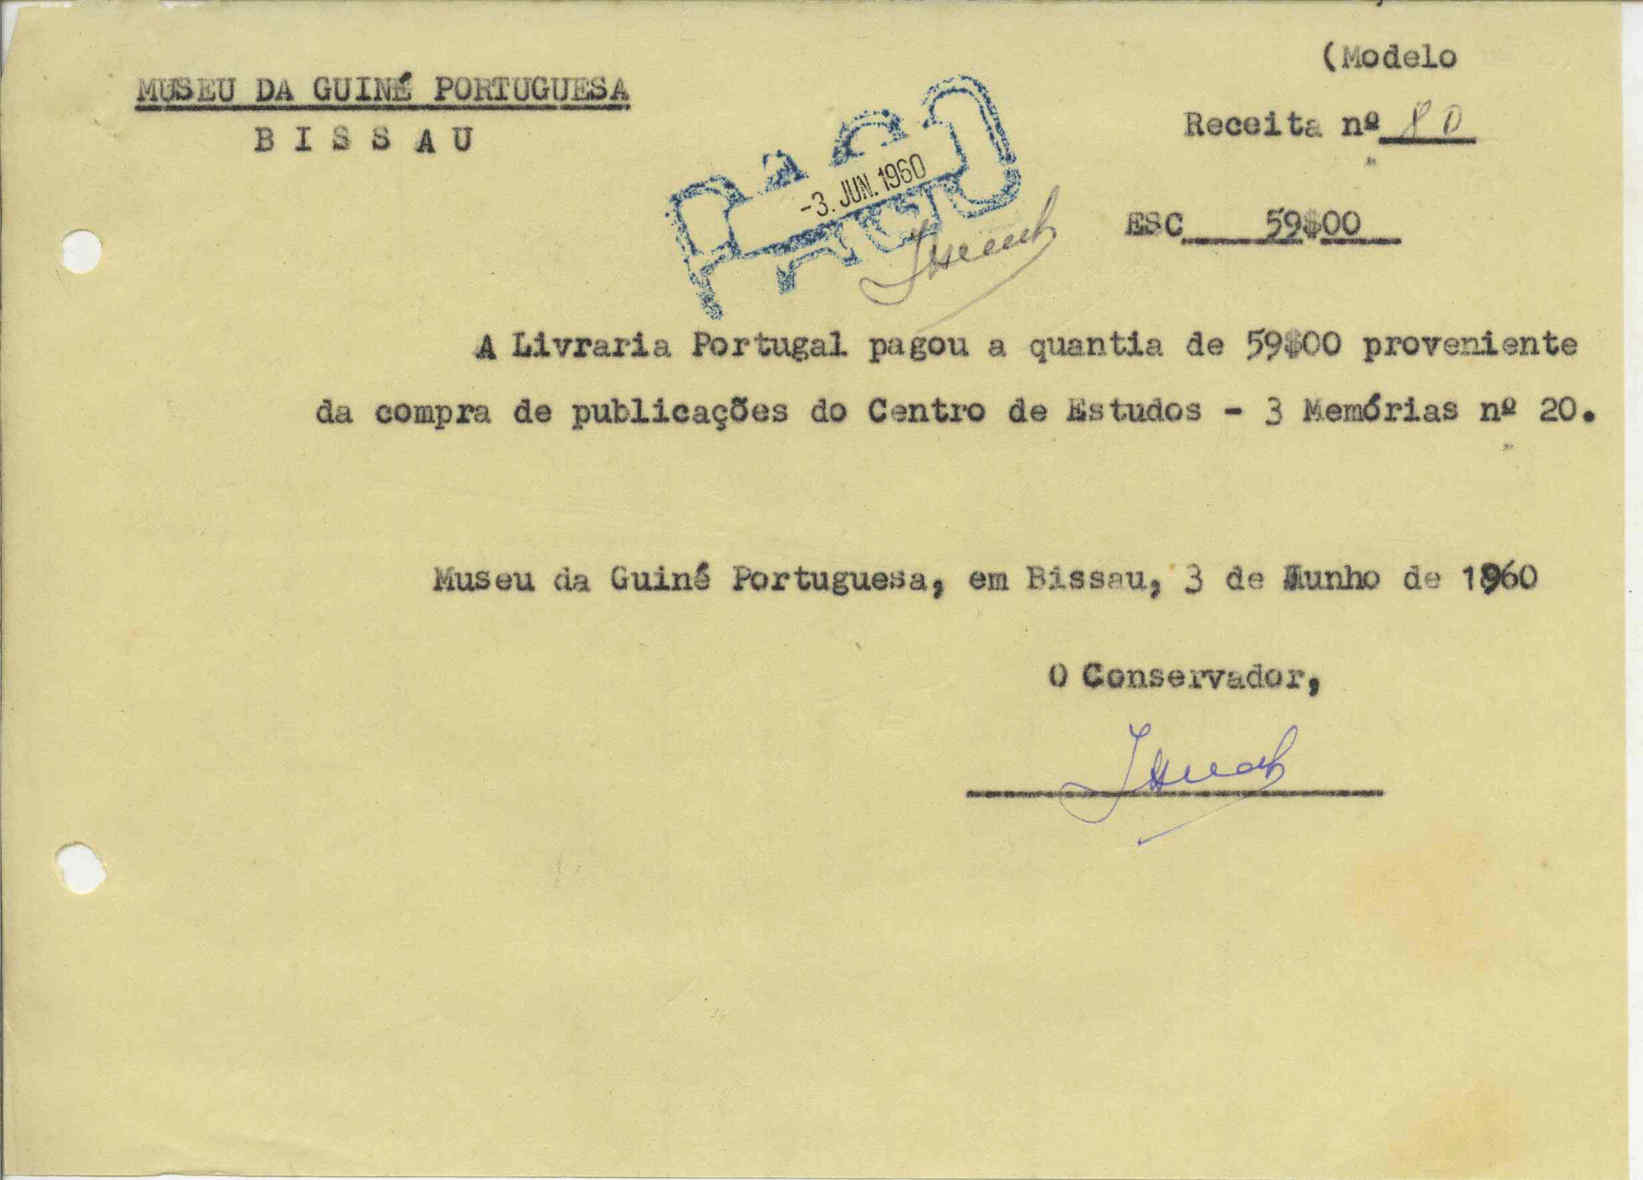 (Modelo
MUSEU DA GUINÉ PORTUGUESA
BISSAU
Receita nº 80
PAGO
-3. JUN. 1960
ESC 59$00
A Livraria Portugal pagou a quantia de 59$00 proveniente
da compra de publicações do Centro de Estudos - 3 Memórias nº 20.
Museu da Guiné Portuguesa, em Bissau, 3 de Junho de 1960
O Conservador,